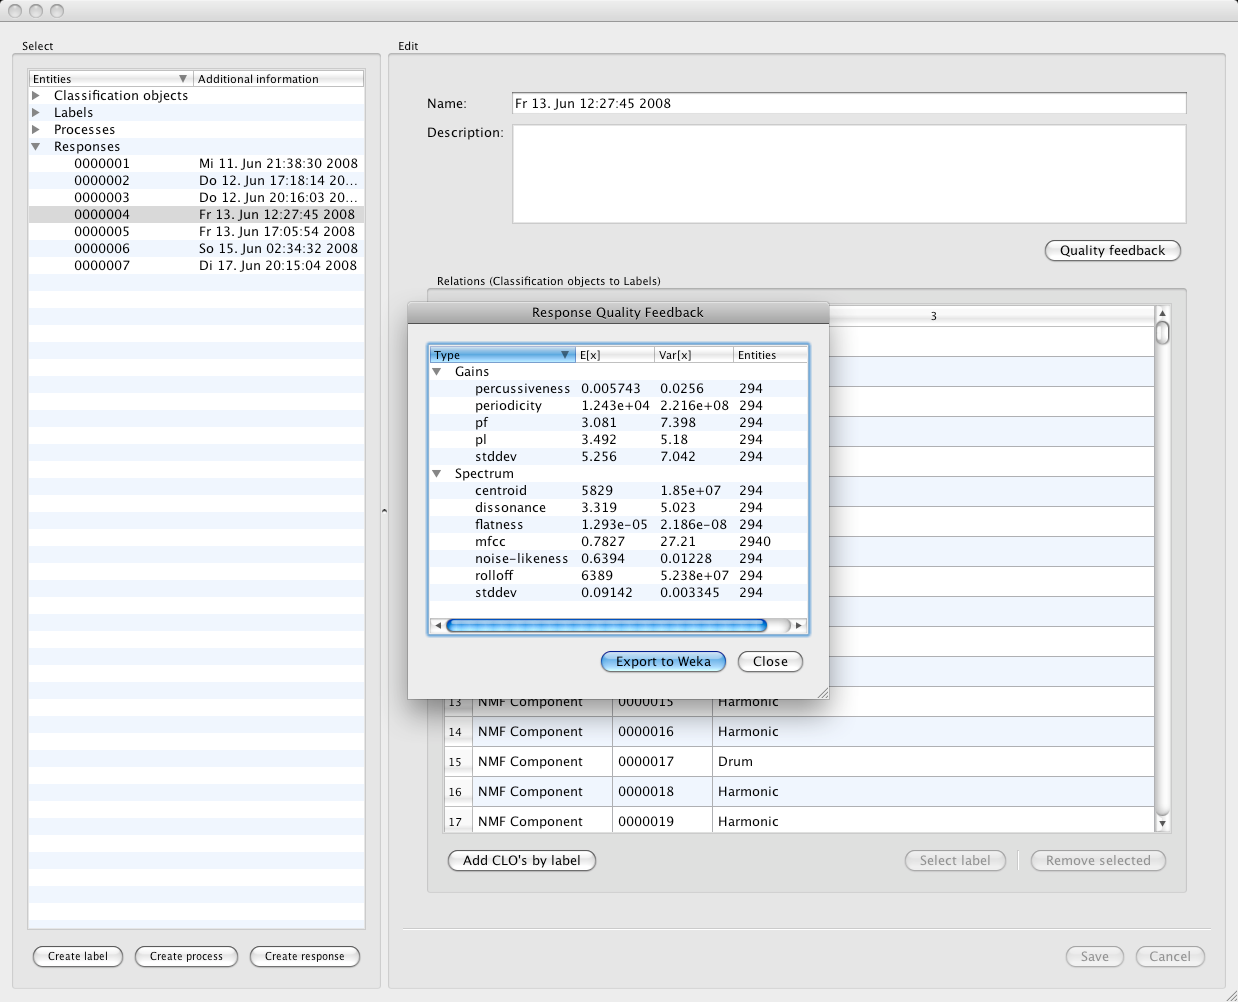 Select
Entities Additional information
Classification objects
Labels
Processes
Responses
0000001 Mi 11. Jun 21:38:30 2008
0000002 Do 12. Jun 17:18:14 20...
0000003 Do 12. Jun 20:16:03 20...
0000004 Fr 13. Jun 12:27:45 2008
0000005 Fr 13. Jun 17:05:54 2008
0000006 So 15. Jun 02:34:32 2008
0000007 Di 17. Jun 20:15:04 2008
Create label Create process Create response
Edit
Name: Fr 13. Jun 12:27:45 2008
Description:
Quality feedback
Relations (Classification objects to Labels)
3
Response Quality Feedback
Type E[x] Var[x] Entities
Gains
percussiveness 0.005743 0.0256 294
periodicity 1.243e+04 2.216e+08 294
pf 3.081 7.398 294
pl 3.492 5.18 294
stddev 5.256 7.042 294
Spectrum
centroid 5829 1.85e+07 294
dissonance 3.319 5.023 294
flatness 1.293e-05 2.186e-08 294
mfcc 0.7827 27.21 2940
noise-likeness 0.6394 0.01228 294
rolloff 6389 5.238e+07 294
stddev 0.09142 0.003345 294
Export to Weka Close
13 NMF Component 0000015 Harmonic
14 NMF Component 0000016 Harmonic
15 NMF Component 0000017 Drum
16 NMF Component 0000018 Harmonic
17 NMF Component 0000019 Harmonic
Add CLO's by label Select label Remove selected
Save Cancel